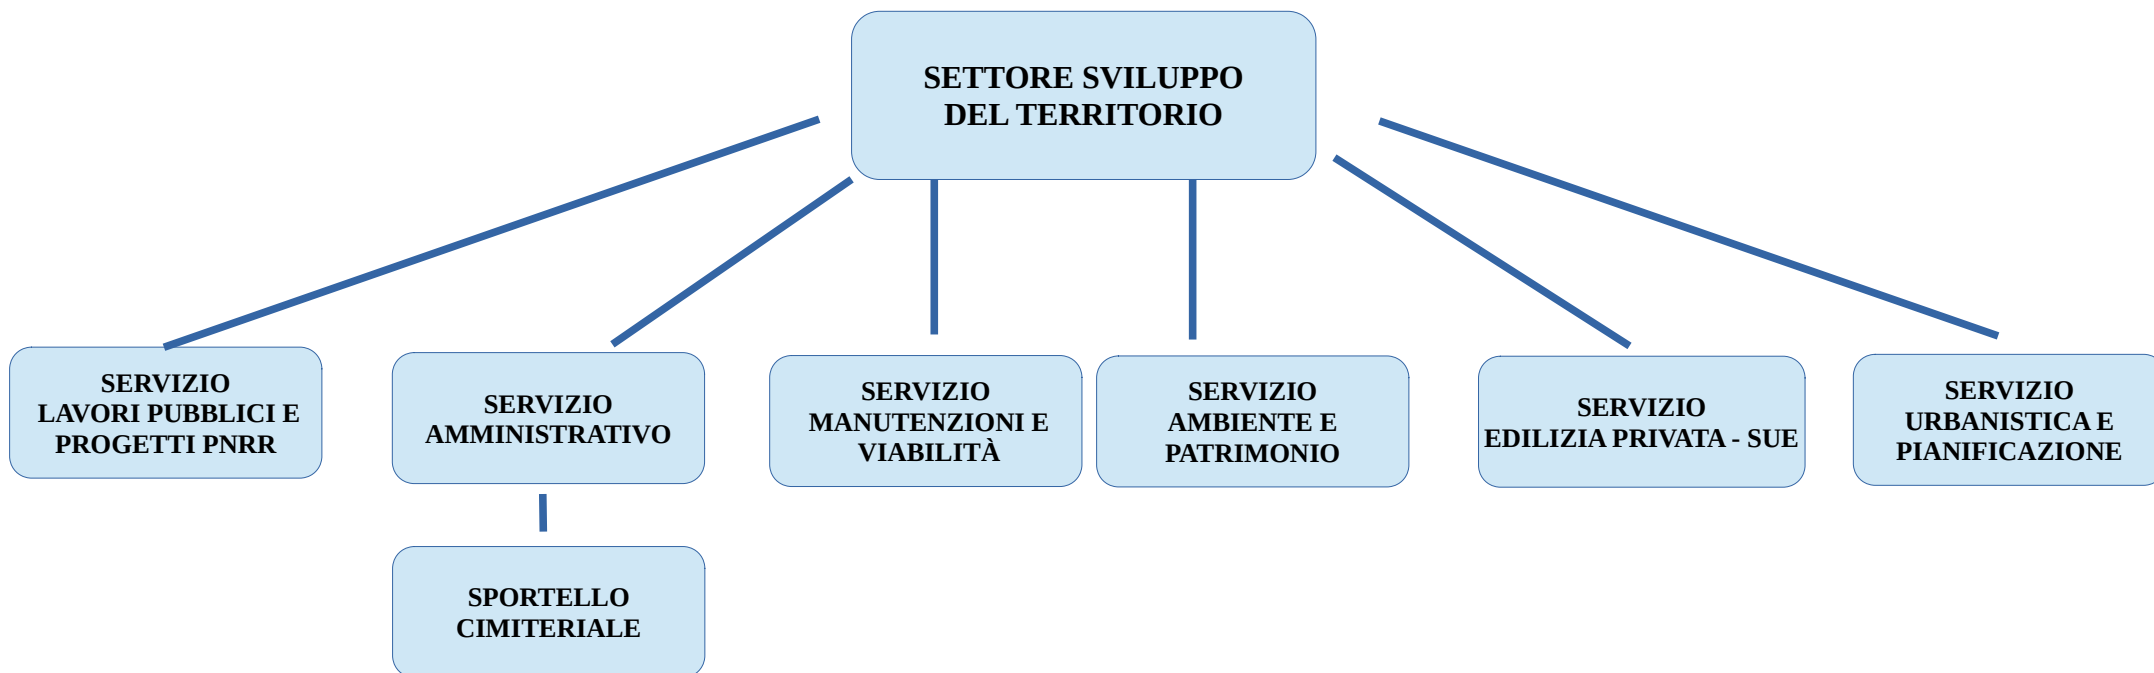 SETTORE SVILUPPO
DEL TERRITORIO
SERVIZIO
LAVORI PUBBLICI E
PROGETTI PNRR
SERVIZIO
AMMINISTRATIVO
SERVIZIO
MANUTENZIONI E
VIABILITÀ
SERVIZIO
AMBIENTE E
PATRIMONIO
SERVIZIO
EDILIZIA PRIVATA - SUE
SERVIZIO
URBANISTICA E
PIANIFICAZIONE
SPORTELLO
CIMITERIALE